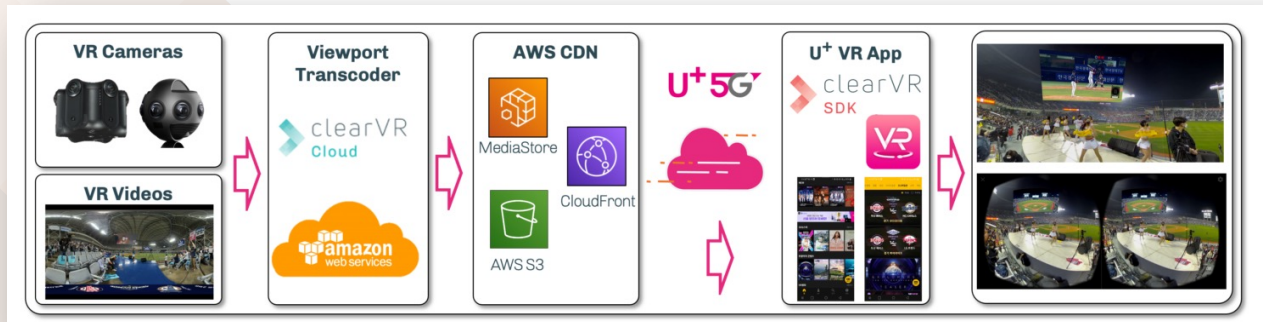 VR Cameras
VR Videos
Viewport
Transcoder
clearVR
Cloud
amazon
web services
AWS CDN
MediaStore
CloudFront
AWS S3
U+5G
U+ VR App
clearVR
SDK
VR